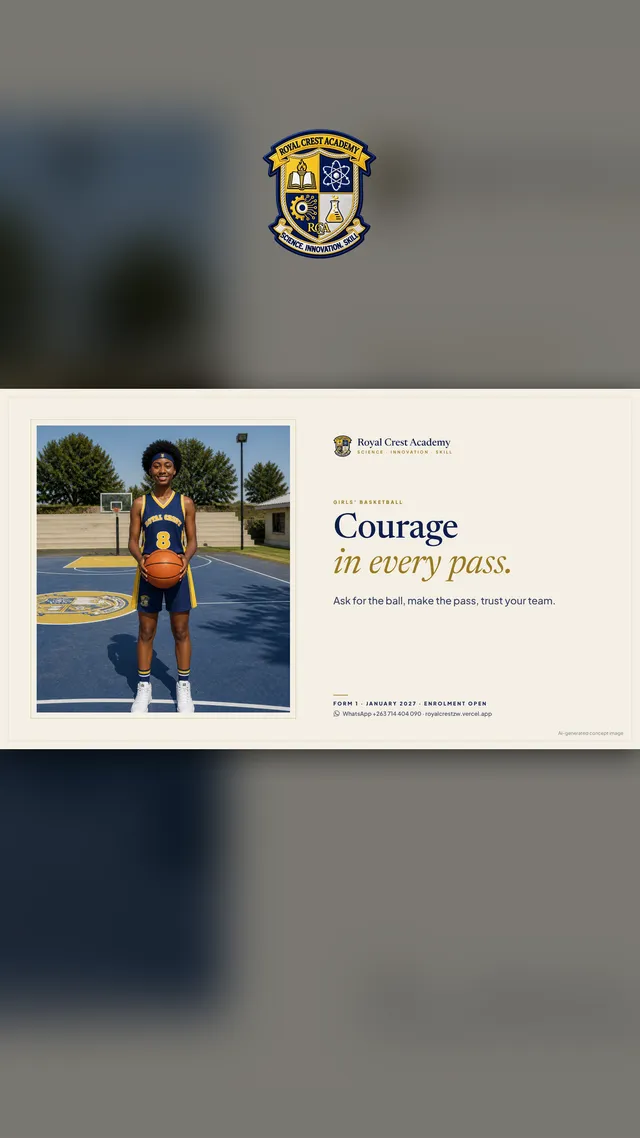 ROYAL CREST ACADEMY
RCA
SCIENCE. INNOVATION. SKILL
Royal Crest Academy
SCIENCE · INNOVATION · SKILL
ROYAL CREST
8
GIRLS' BASKETBALL
Courage
in every pass.
Ask for the ball, make the pass, trust your team.
FORM 1 · JANUARY 2027 · ENROLMENT OPEN
WhatsApp +263 714 404 090 · royalcrestzw.vercel.app
AI-generated concept image